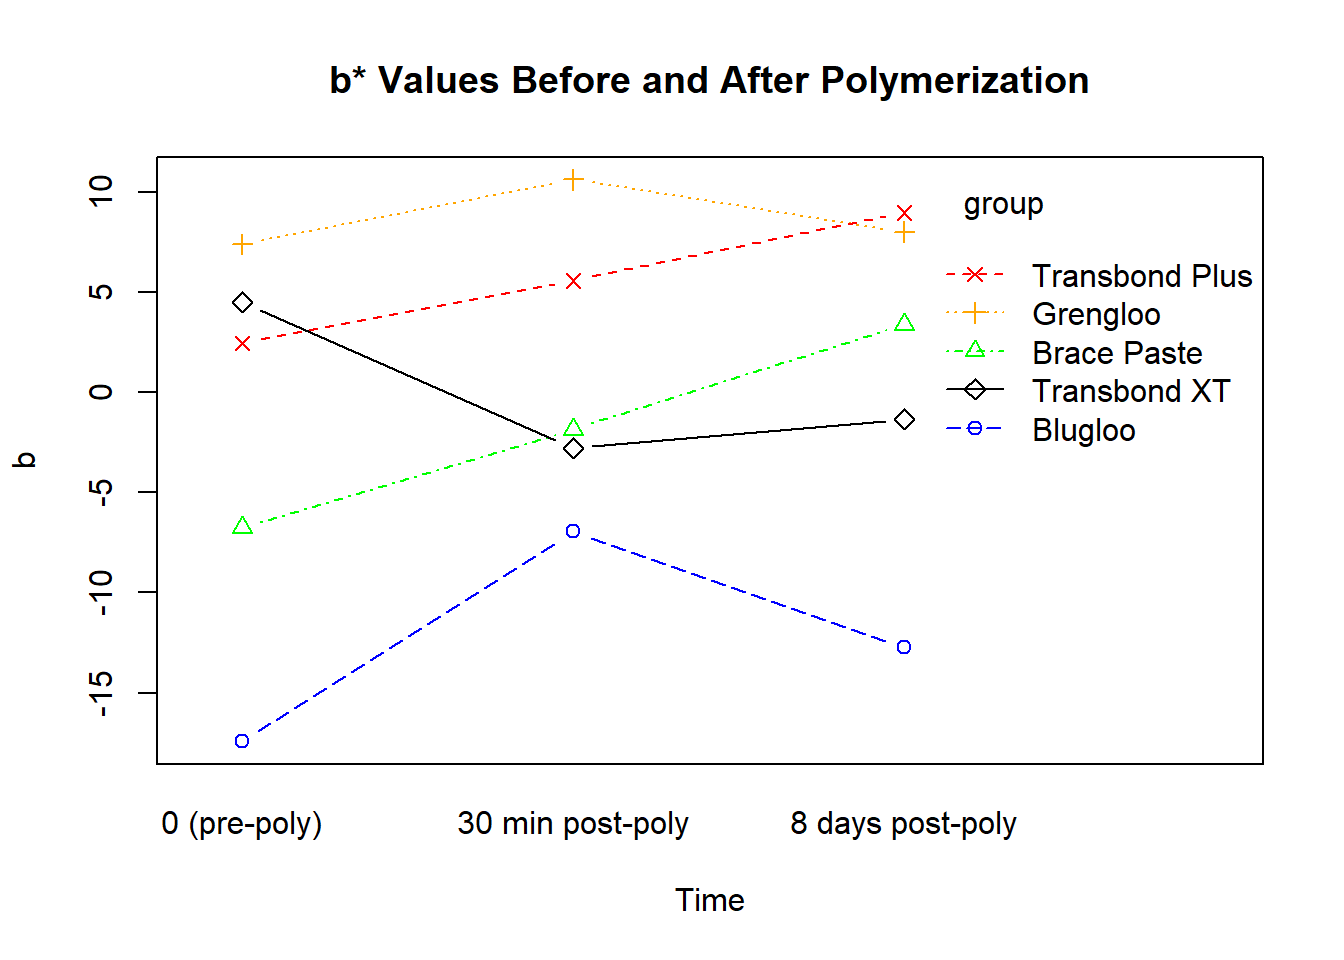 b* Values Before and After Polymerization
b
10
5
0
-5
-10
-15
group
Transbond Plus
Grengloo
Brace Paste
Transbond XT
Blugloo
0 (pre-poly)
30 min post-poly
8 days post-poly
Time